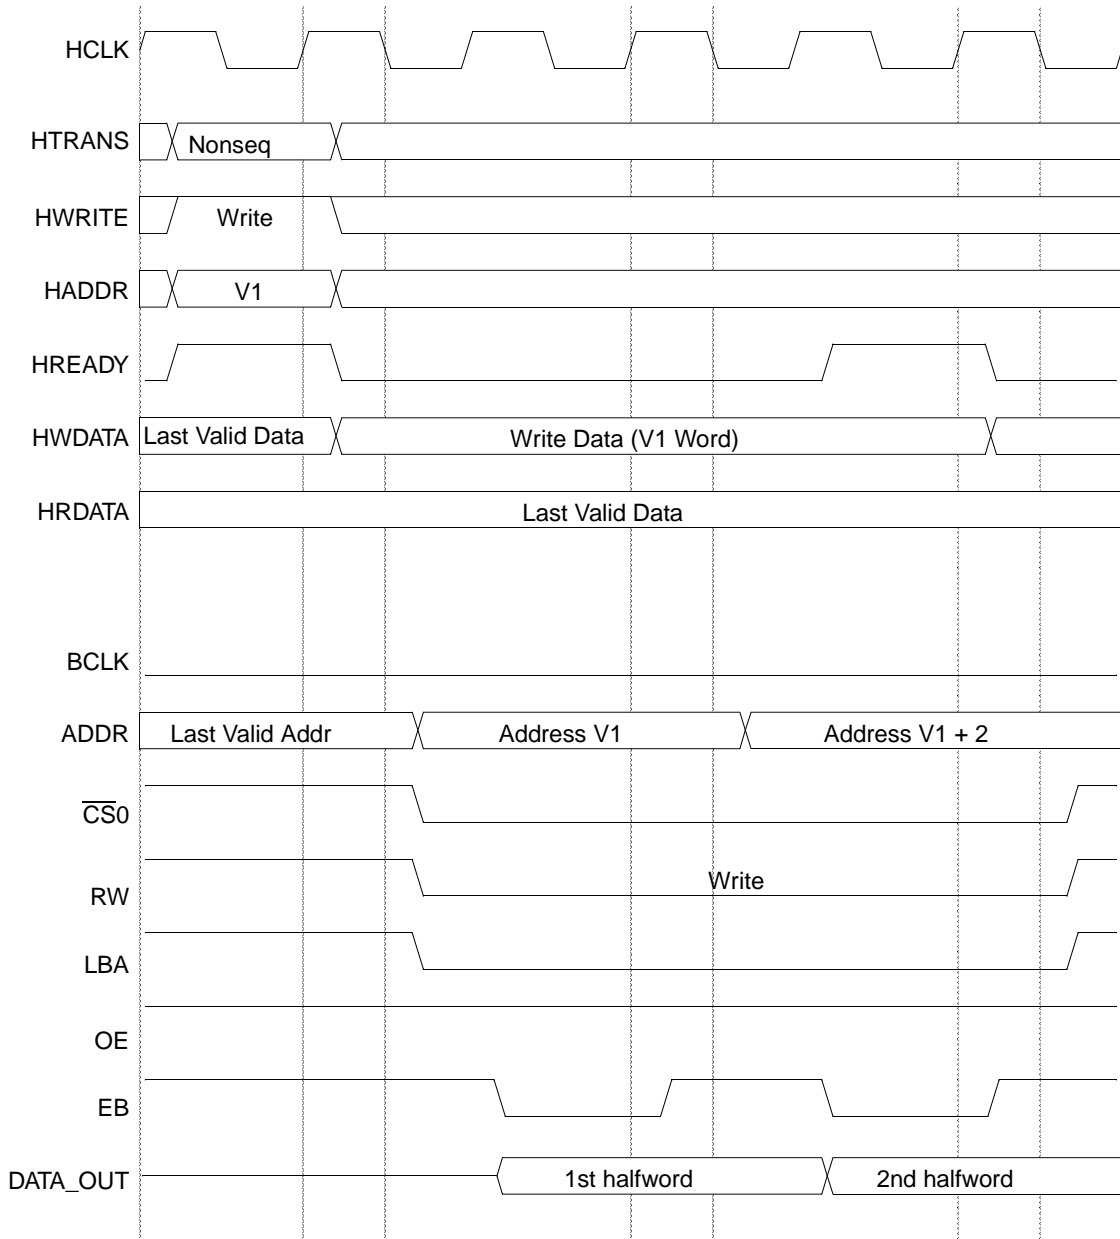 HCLK
HTRANS Nonseq
HWRITE Write
HADDR V1
HREADY
HWDATA Last Valid Data Write Data (V1 Word)
HRDATA Last Valid Data
BCLK
ADDR Last Valid Addr Address V1 Address V1 + 2
CS0
RW Write
LBA
OE
EB
DATA_OUT 1st halfword 2nd halfword